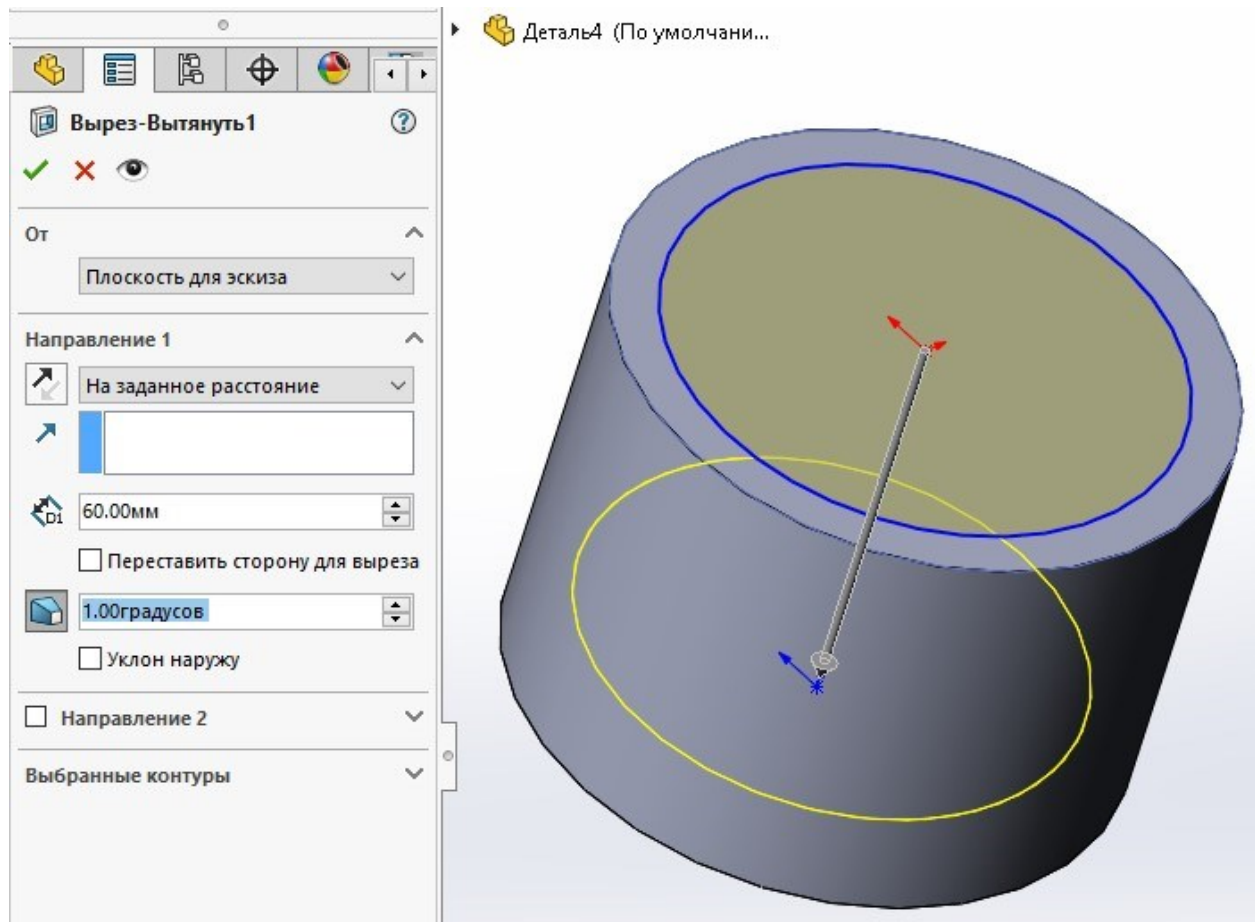 Деталь4 (По умолчани...
Вырез-Вытянуть1
От
Плоскость для эскиза
Направление 1
На заданное расстояние
D1
60.00мм
Переставить сторону для выреза
1.00градусов
Уклон наружу
Направление 2
Выбранные контуры